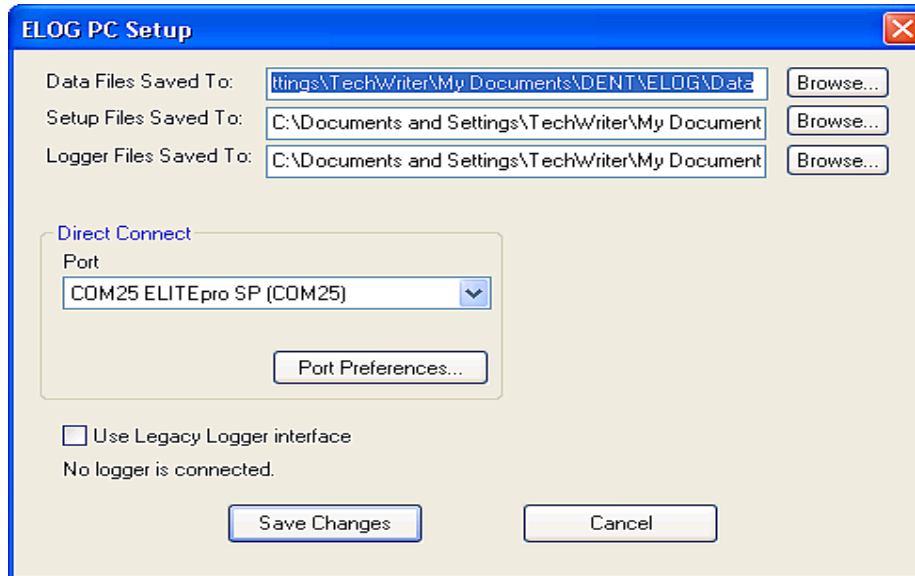 ELOG PC Setup
Data Files Saved To: ttings\TechWriter\My Documents\DENT\ELOG\Data Browse...
Setup Files Saved To: C:\Documents and Settings\TechWriter\My Document Browse...
Logger Files Saved To: C:\Documents and Settings\TechWriter\My Document Browse...
Direct Connect
Port
COM25 ELITEpro SP (COM25)
Port Preferences...
Use Legacy Logger interface
No logger is connected.
Save Changes Cancel